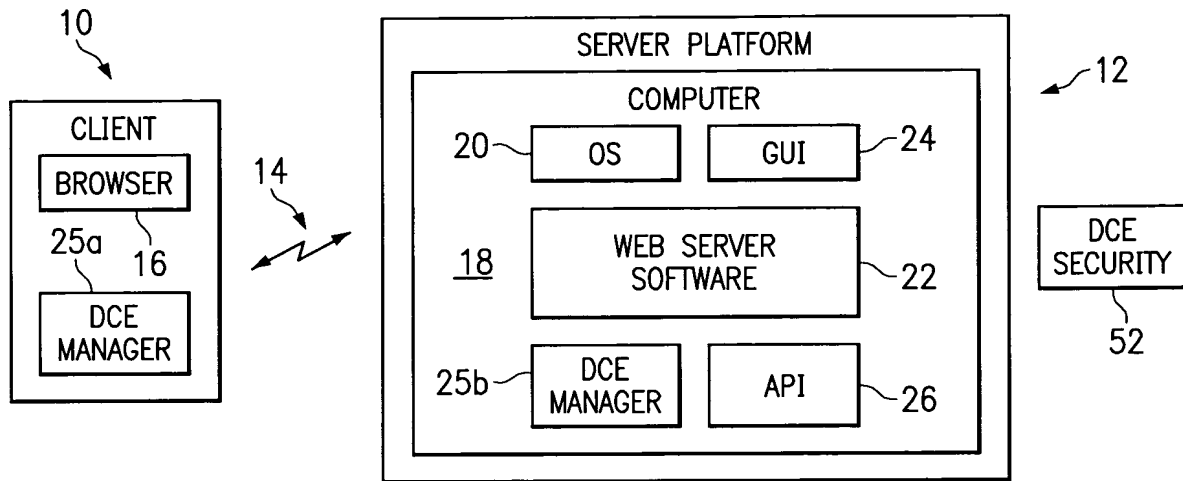 10
CLIENT
BROWSER
16
25a
DCE
MANAGER
14
SERVER PLATFORM
12
COMPUTER
20
OS
GUI
24
18
WEB SERVER
SOFTWARE
22
25b
DCE
MANAGER
API
26
DCE
SECURITY
52